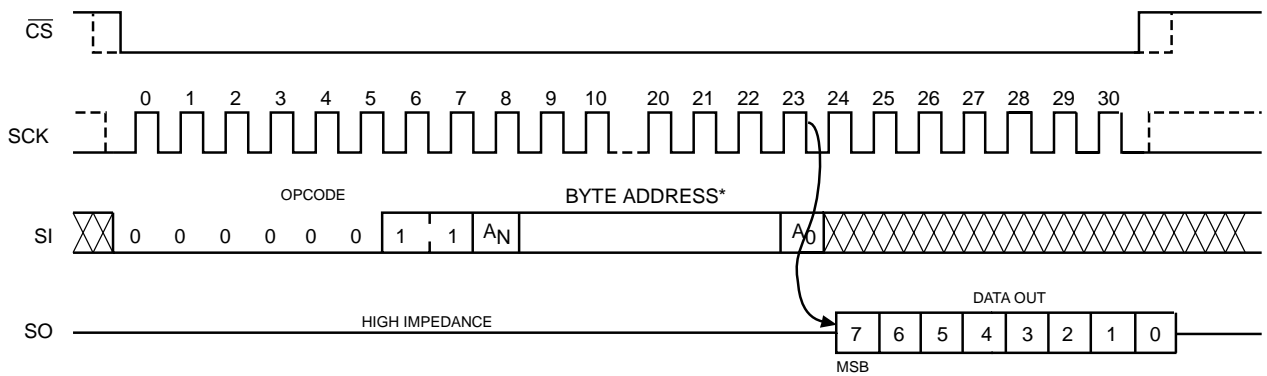 CS
0 1 2 3 4 5 6 7 8 9 10 20 21 22 23 24 25 26 27 28 29 30
SCK
OPCODE BYTE ADDRESS*
SI 0 0 0 0 0 0 1 1 AN A0
DATA OUT
SO HIGH IMPEDANCE 7 6 5 4 3 2 1 0
MSB